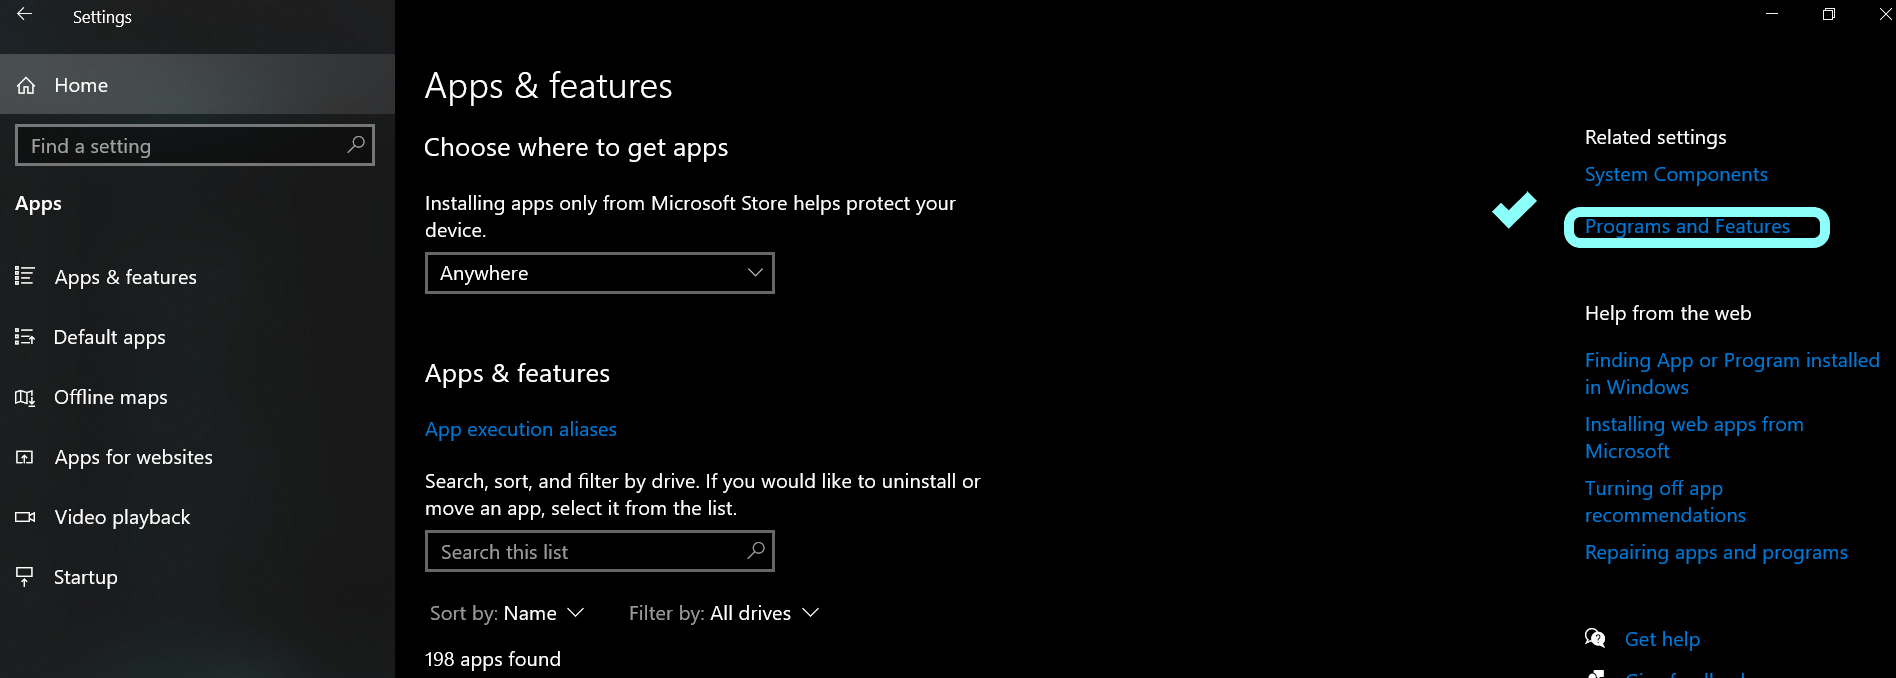 Settings
Home
Find a setting
Apps
Apps & features
Default apps
Offline maps
Apps for websites
Video playback
Startup
Apps & features
Choose where to get apps
Installing apps only from Microsoft Store helps protect your
device.
Anywhere
Apps & features
App execution aliases
Search, sort, and filter by drive. If you would like to uninstall or
move an app, select it from the list.
Search this list
Sort by: Name
Filter by: All drives
198 apps found
Related settings
System Components
Programs and Features
Help from the web
Finding App or Program installed
in Windows
Installing web apps from
Microsoft
Turning off app
recommendations
Repairing apps and programs
Get help